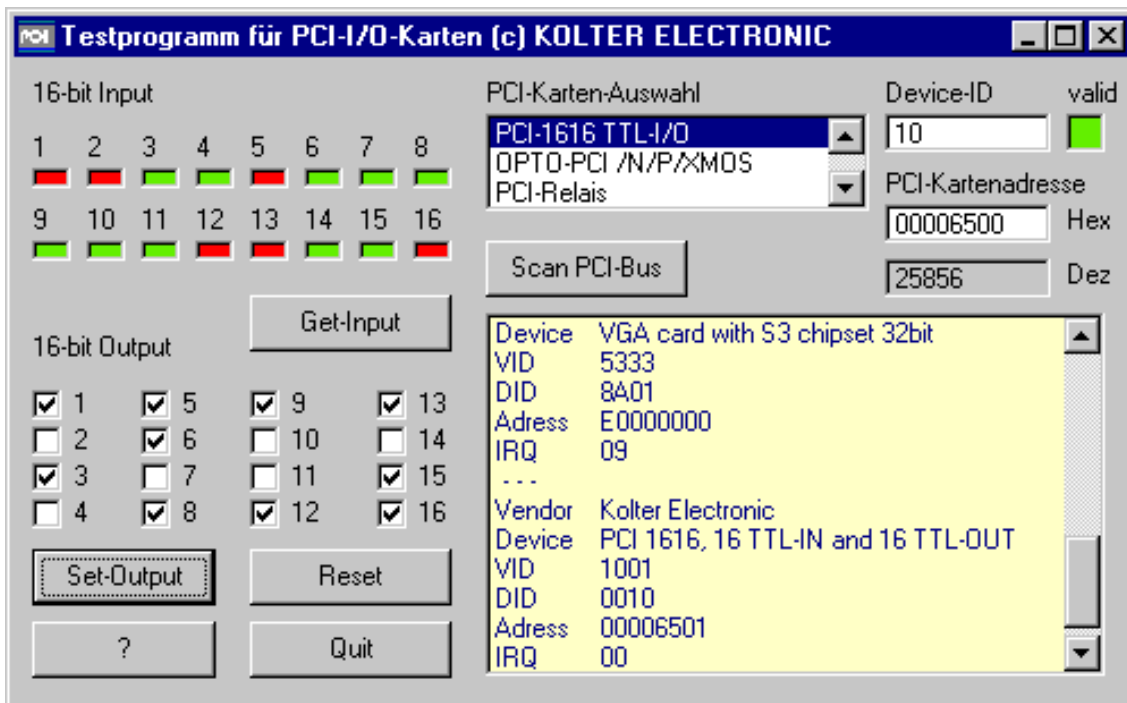 PCI Testprogramm für PCI-I/O-Karten (c) KOLTER ELECTRONIC
16-bit Input
1 2 3 4 5 6 7 8
9 10 11 12 13 14 15 16
Get-Input
16-bit Output
1 5 9 13
2 6 10 14
3 7 11 15
4 8 12 16
Set-Output Reset
? Quit
PCI-Karten-Auswahl
PCI-1616 TTL-I/O
OPTO-PCI /N/P/XMOS
PCI-Relais
Scan PCI-Bus
Device-ID valid
10
PCI-Kartenadresse
00006500 Hex
25856 Dez
Device VGA card with S3 chipset 32bit
VID 5333
DID 8A01
Adress E0000000
IRQ 09
- - -
Vendor Kolter Electronic
Device PCI 1616, 16 TTL-IN and 16 TTL-OUT
VID 1001
DID 0010
Adress 00006501
IRQ 00